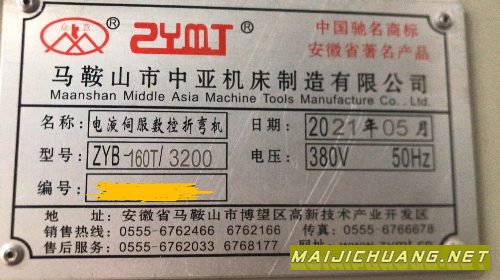 众喜 ZYMT 中国驰名商标
安徽省著名产品
马鞍山市中亚机床制造有限公司
Maanshan Middle Asia Machine Tools Manufacture Co.. Ltd
名称: 电液伺服数控折弯机 日期: 2021年05月
型号: ZYB-160T/3200 电压: 380V 50Hz
编号:
地址: 安徽省马鞍山市博望区高新技术产业开发区
销售热线: 0555-6762466 6762166 传真: 0555-6766678
售后服务: 0555-6762033 6768177
MAIJICHUANG.NET